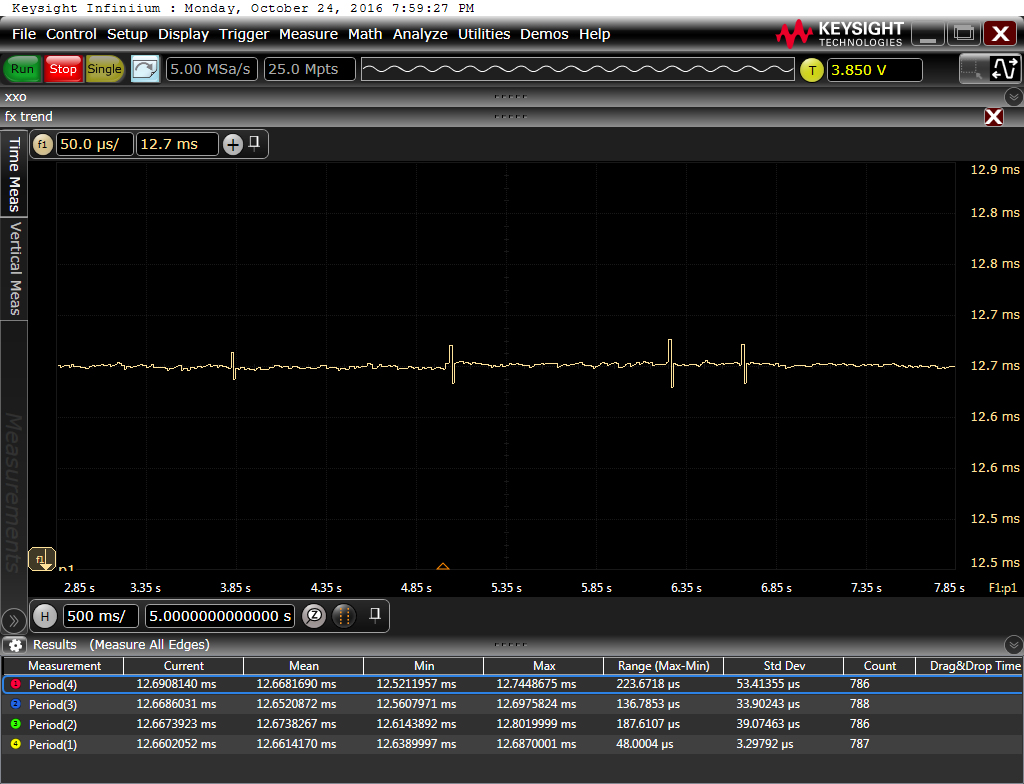 Keysight Infiniium : Monday, October 24, 2016 7:59:27 PM
File Control Setup Display Trigger Measure Math Analyze Utilities Demos Help
KEYSIGHT
TECHNOLOGIES
Run Stop Single 5.00 MSa/s 25.0 Mpts T 3.850 V
xxo
fx trend
Time Meas
Vertical Meas
Measurements
f1 50.0 µs/ 12.7 ms
12.9 ms
12.8 ms
12.8 ms
12.7 ms
12.7 ms
12.6 ms
12.6 ms
12.5 ms
12.5 ms
f1
p1
2.85 s 3.35 s 3.85 s 4.35 s 4.85 s 5.35 s 5.85 s 6.35 s 6.85 s 7.35 s 7.85 s F1:p1
H 500 ms/ 5.0000000000000 s Z
Results (Measure All Edges)
Measurement Current Mean Min Max Range (Max-Min) Std Dev Count Drag&Drop Time
1 Period(4) 12.6908140 ms 12.6681690 ms 12.5211957 ms 12.7448675 ms 223.6718 µs 53.41355 µs 786
2 Period(3) 12.6686031 ms 12.6520872 ms 12.5607971 ms 12.6975824 ms 136.7853 µs 33.90243 µs 788
3 Period(2) 12.6673923 ms 12.6738267 ms 12.6143892 ms 12.8019999 ms 187.6107 µs 39.07463 µs 786
4 Period(1) 12.6602052 ms 12.6614170 ms 12.6389997 ms 12.6870001 ms 48.0004 µs 3.29792 µs 787